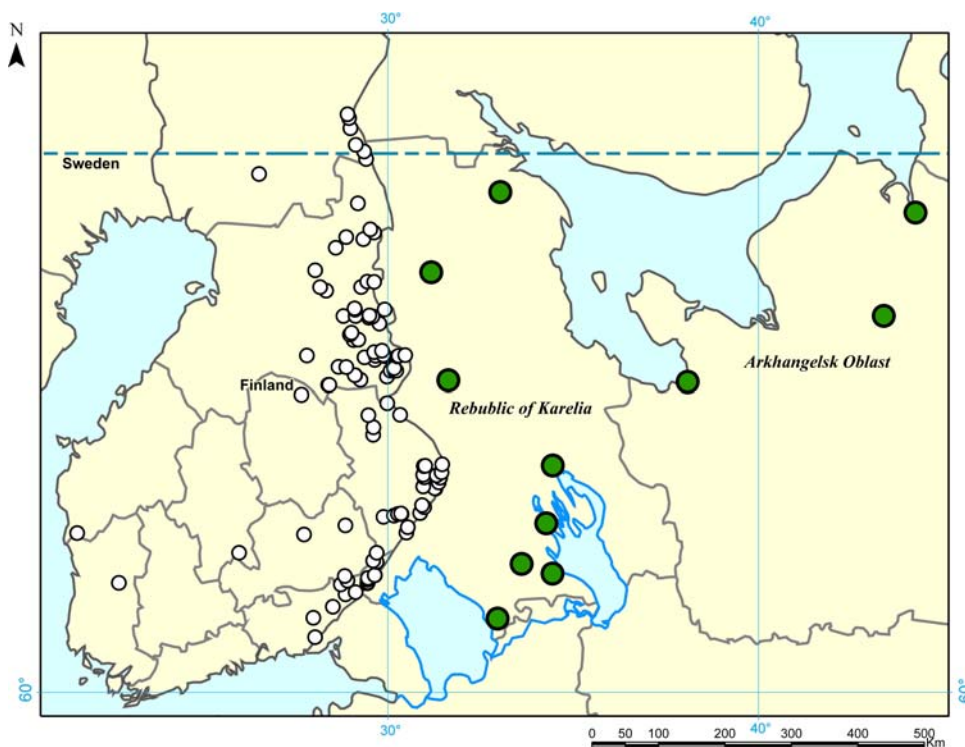 30° 40°
N
Sweden
Arkhangelsk Oblast
Finland
Rebublic of Karelia
60° 60°
30° 40°
0 50 100 200 300 400 500
Km